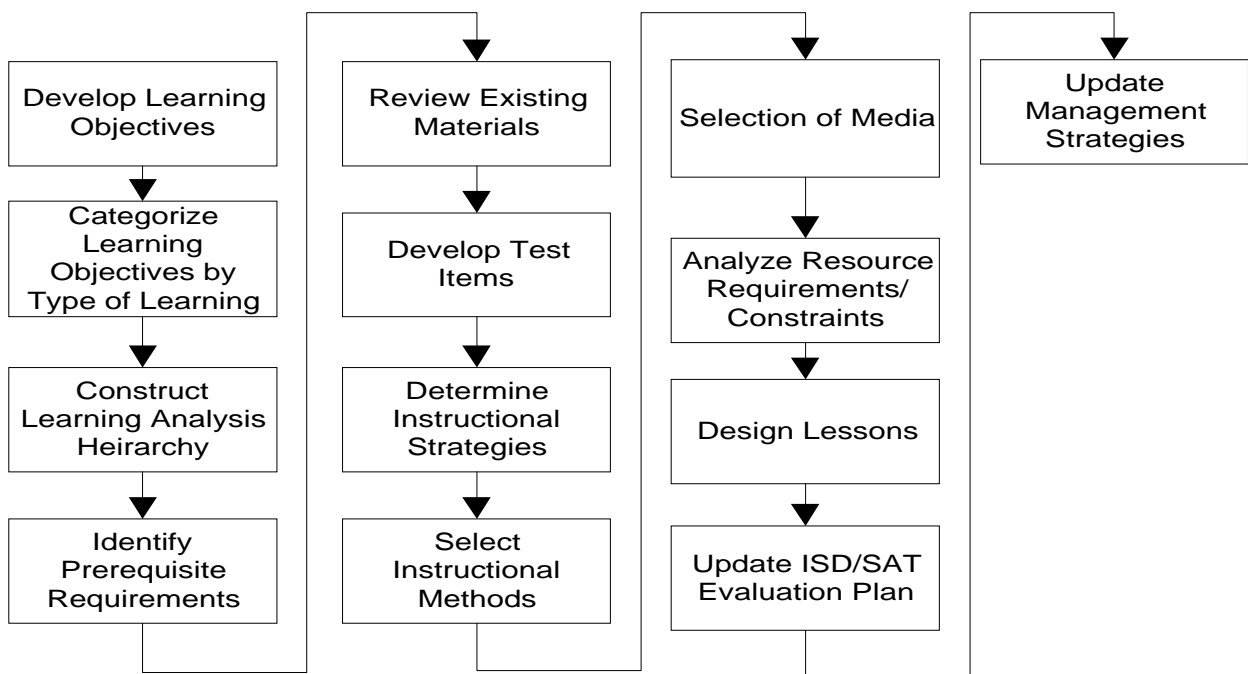 Develop Learning
Objectives
Categorize
Learning
Objectives by
Type of Learning
Construct
Learning Analysis
Heirarchy
Identify
Prerequisite
Requirements
Review Existing
Materials
Develop Test
Items
Determine
Instructional
Strategies
Select
Instructional
Methods
Selection of Media
Analyze Resource
Requirements/
Constraints
Design Lessons
Update ISD/SAT
Evaluation Plan
Update
Management
Strategies